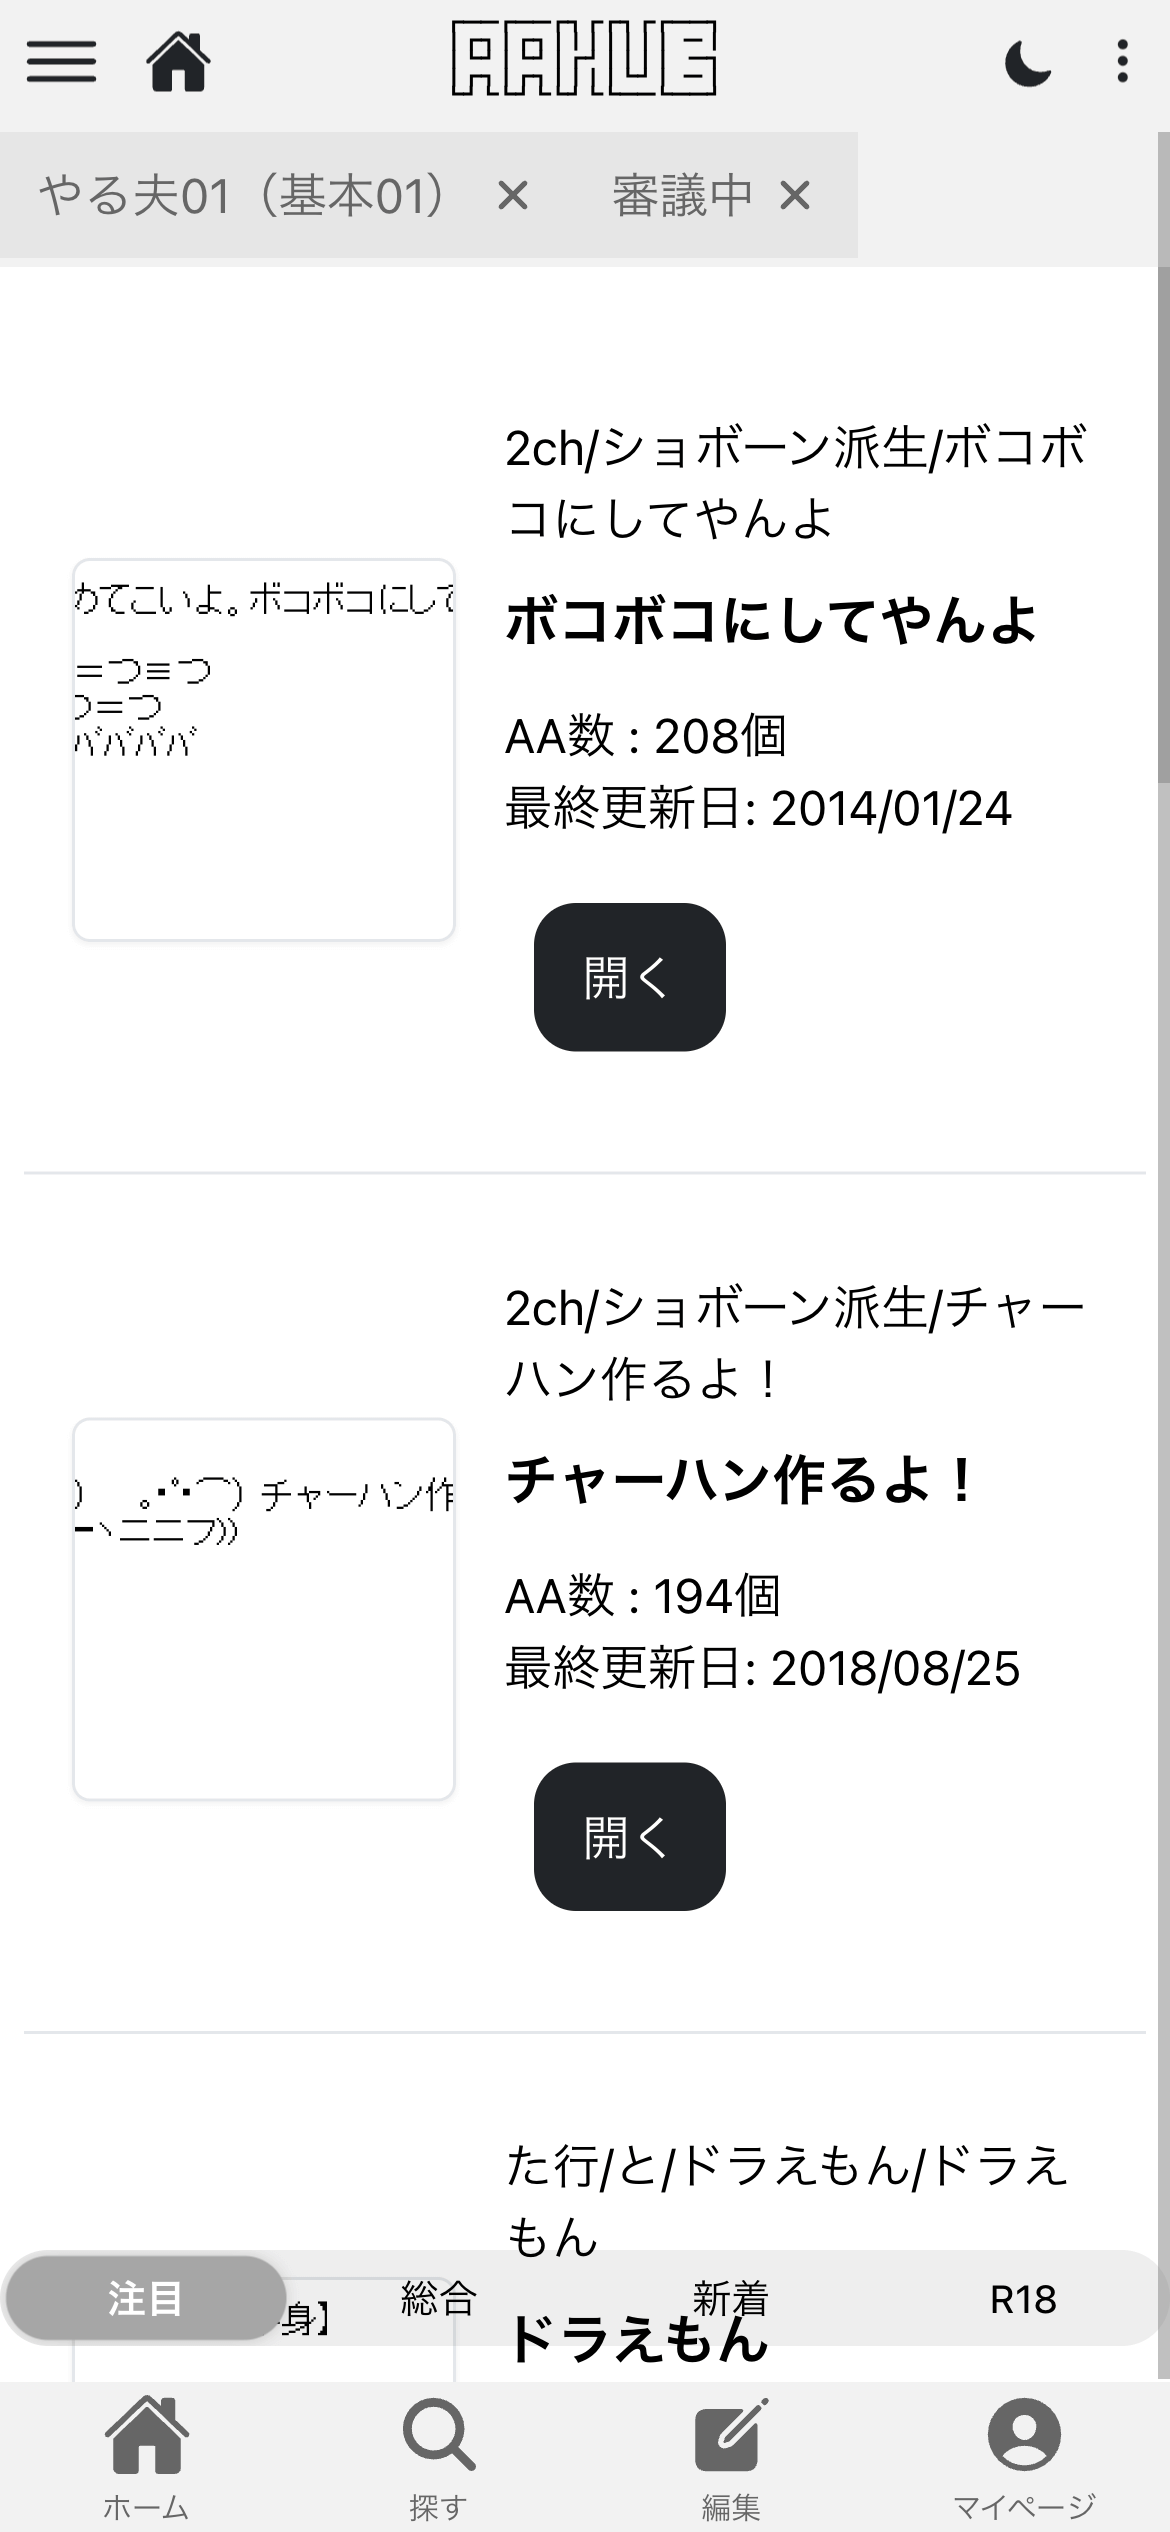 AAHUB
やる夫01（基本01） ×
審議中 ×
2ch/ショボーン派生/ボコボ
コにしてやんよ
ボコボコにしてやんよ
AA数 : 208個
最終更新日: 2014/01/24
開く
めてこいよ。ボコボコにして
＝つ≡つ
つ＝つ
ババババ
2ch/ショボーン派生/チャー
ハン作るよ！
チャーハン作るよ！
AA数 : 194個
最終更新日: 2018/08/25
開く
)　。･ﾟ･⌒) チャーハン作
━ヽニニフ))
た行/と/ドラえもん/ドラえ
もん
ドラえもん
身】
注目
総合
新着
R18
ホーム
探す
編集
マイページ